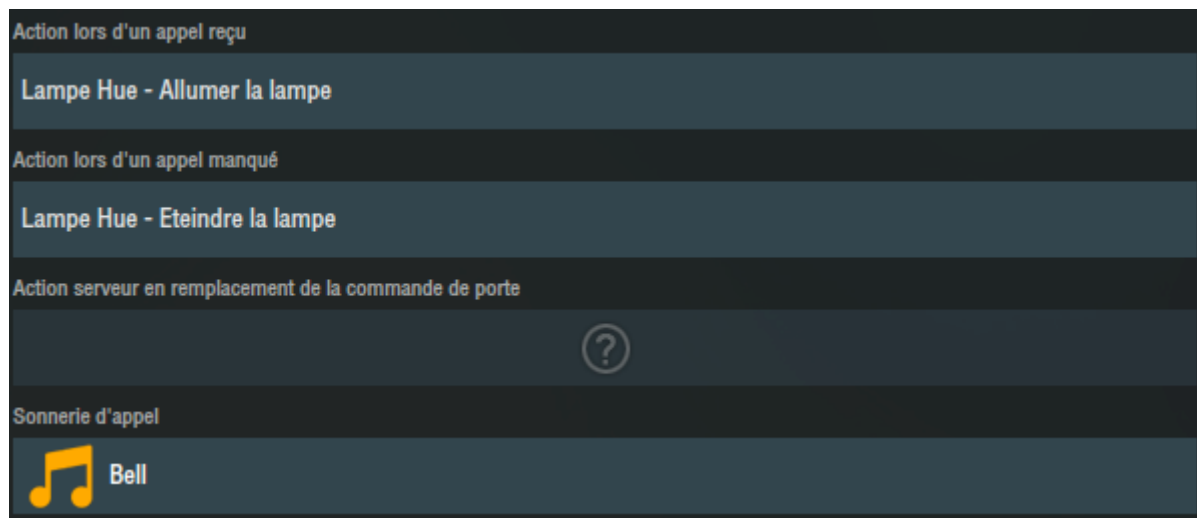 Action lors d'un appel reçu
Lampe Hue - Allumer la lampe
Action lors d'un appel manqué
Lampe Hue - Eteindre la lampe
Action serveur en remplacement de la commande de porte
?
Sonnerie d'appel
Bell